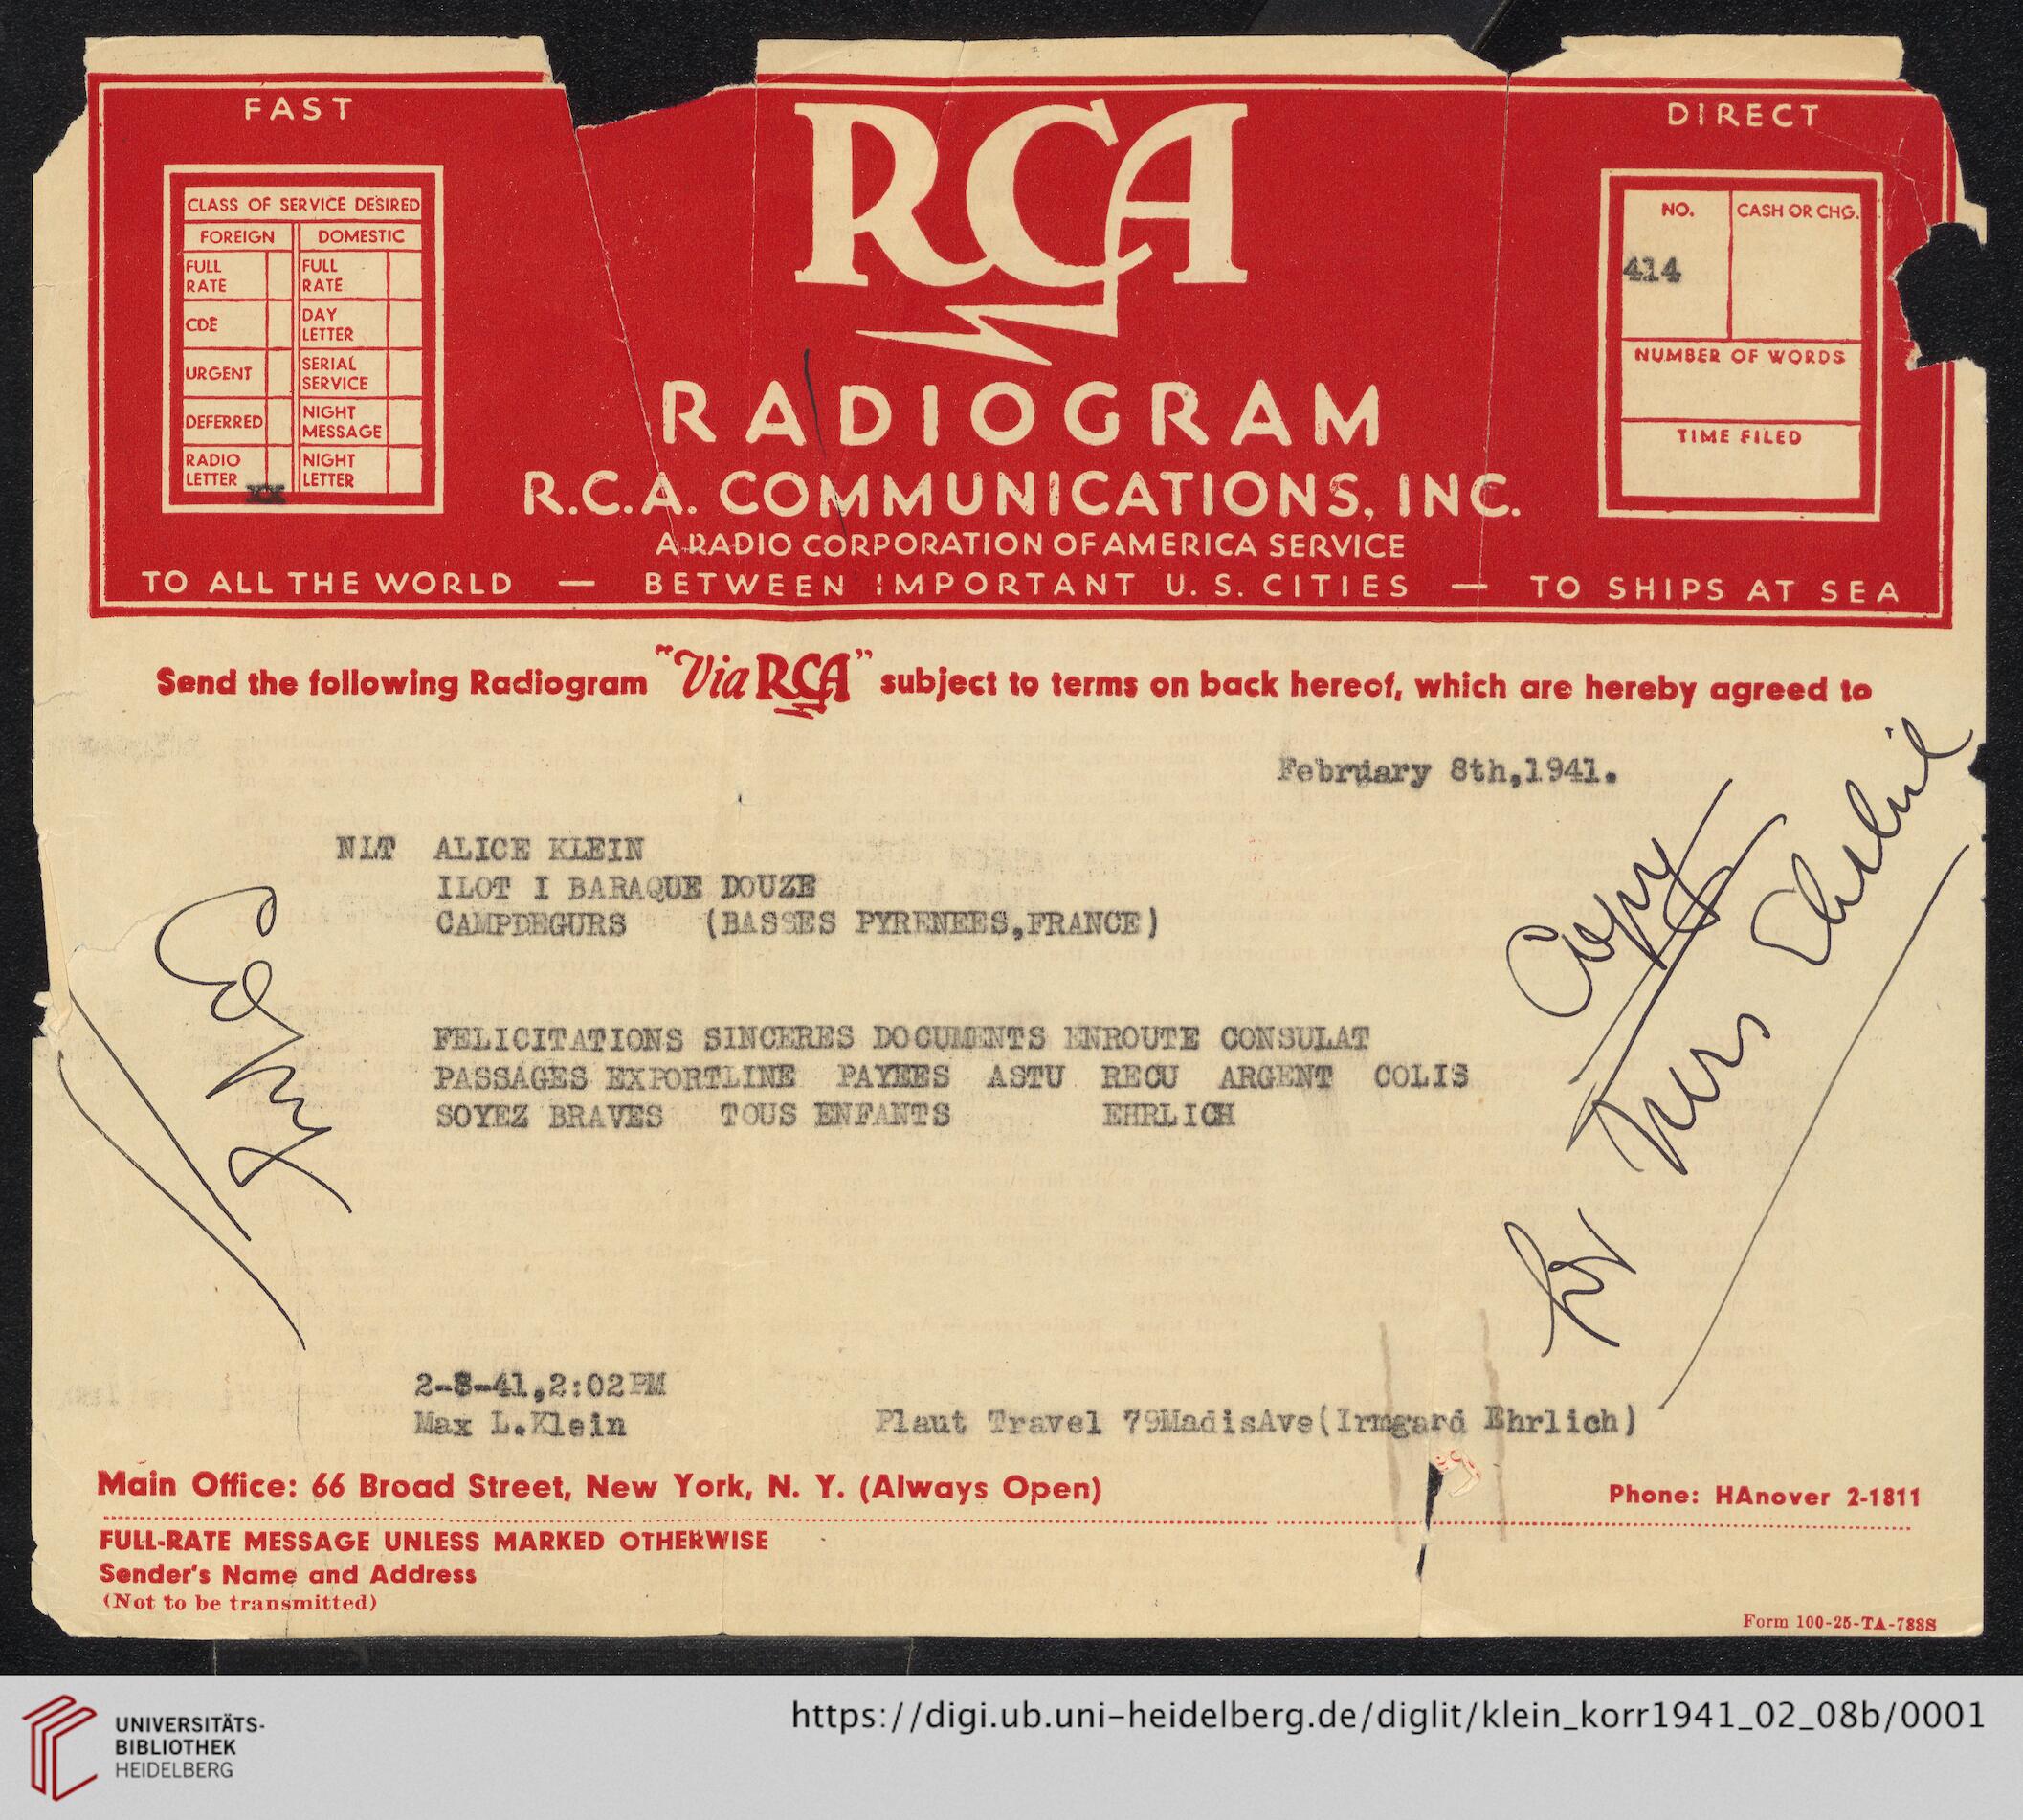 FAST
DIRECT
RCA
CLASS OF SERVICE DESIRED
FOREIGN DOMESTIC
FULL RATE FULL RATE
CDE DAY LETTER
URGENT SERIAL SERVICE
DEFERRED NIGHT MESSAGE
RADIO LETTER XX NIGHT LETTER
NO. CASH OR CHG.
414
NUMBER OF WORDS
TIME FILED
RADIOGRAM
R.C.A. COMMUNICATIONS, INC.
A RADIO CORPORATION OF AMERICA SERVICE
TO ALL THE WORLD — BETWEEN IMPORTANT U. S. CITIES — TO SHIPS AT SEA
Send the following Radiogram "Via RCA" subject to terms on back hereof, which are hereby agreed to
February 8th,1941.
NLT ALICE KLEIN
ILOT I BARAQUE DOUZE
CAMPDEGURS (BASSES PYRENEES,FRANCE)
Copy
Copy
for Mrs Ehrlich
FELICITATIONS SINCERES DOCUMENTS ENROUTE CONSULAT
PASSAGES EXPORTLINE PAYEES ASTU RECU ARGENT COLIS
SOYEZ BRAVES TOUS ENFANTS EHRLICH
2-8-41,2:02PM
Max L.Klein Plaut Travel 79MadisAve(Irmgard Ehrlich)
Main Office: 66 Broad Street, New York, N. Y. (Always Open) Phone: HAnover 2-1811
FULL-RATE MESSAGE UNLESS MARKED OTHERWISE
Sender's Name and Address
(Not to be transmitted)
Form 100-25-TA-788S
UNIVERSITÄTS-
BIBLIOTHEK
HEIDELBERG
https://digi.ub.uni-heidelberg.de/diglit/klein_korr1941_02_08b/0001